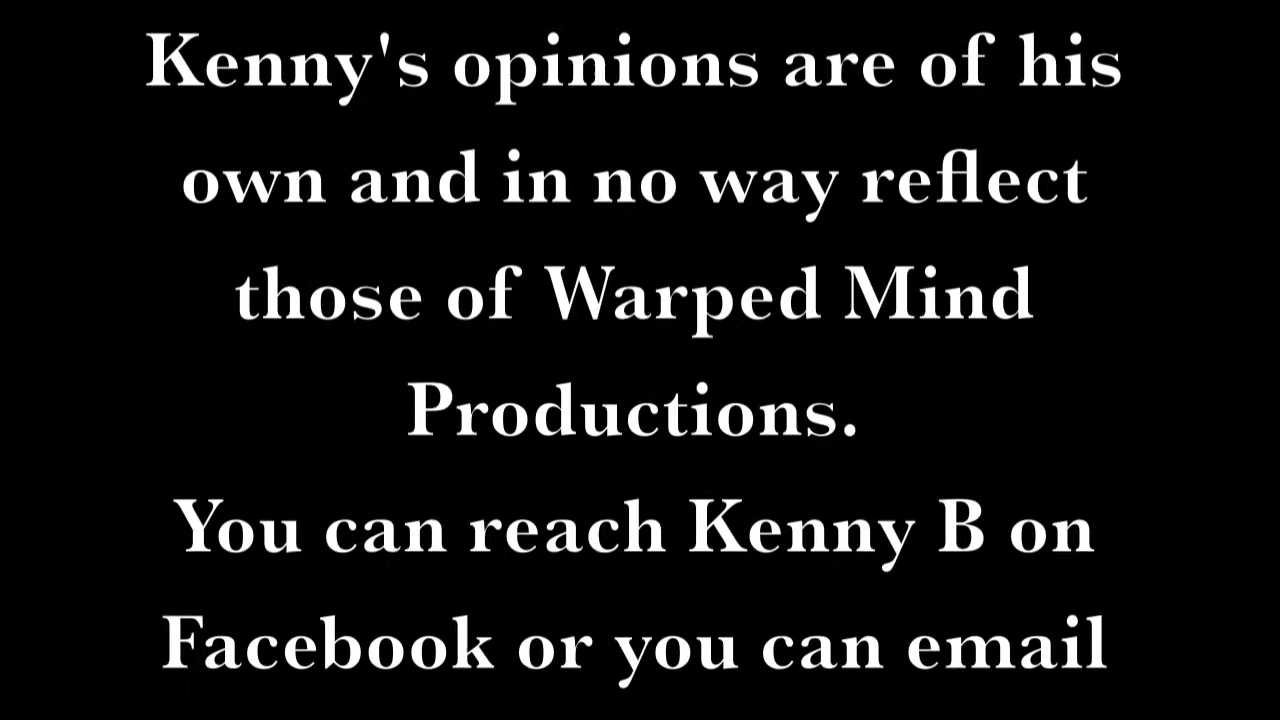 Kenny's opinions are of his
own and in no way reflect
those of Warped Mind
Productions.
You can reach Kenny B on
Facebook or you can email